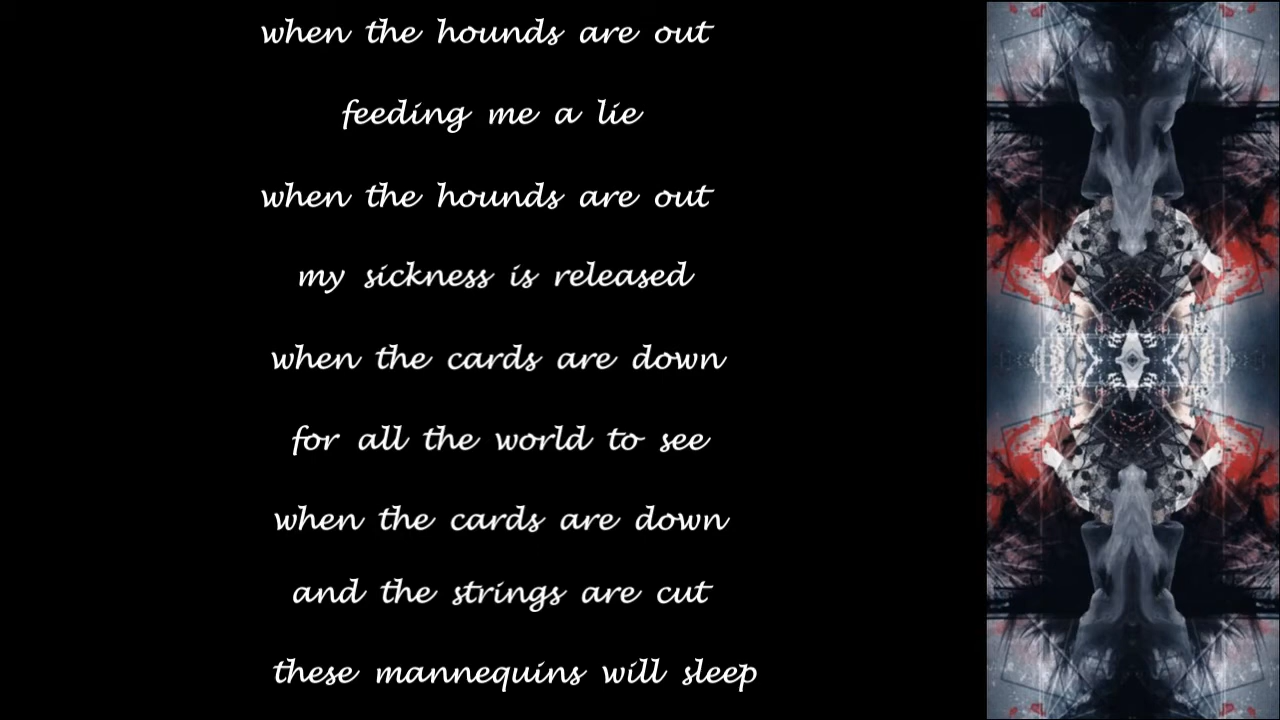 when the hounds are out
feeding me a lie
when the hounds are out
my sickness is released
when the cards are down
for all the world to see
when the cards are down
and the strings are cut
these mannequins will sleep